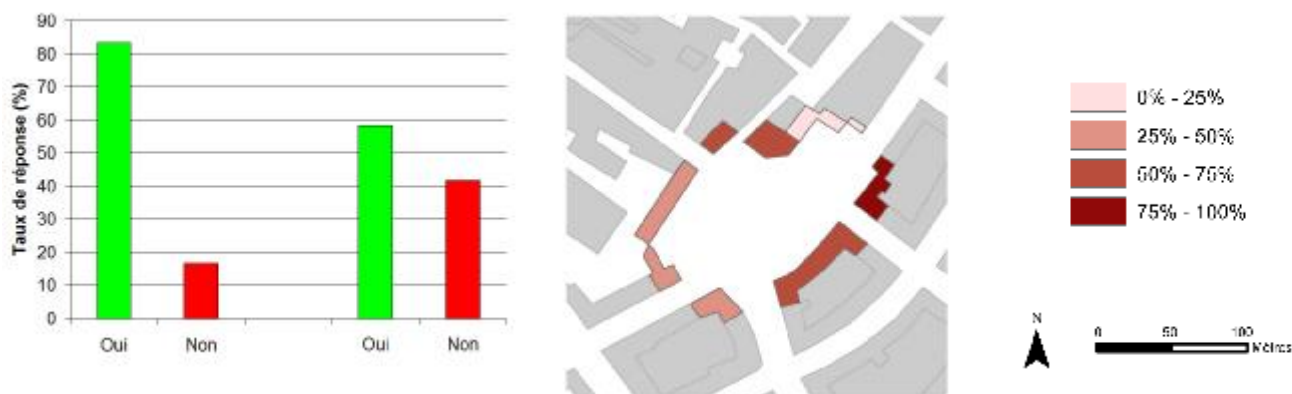 Taux de réponse (%)
90
80
70
60
50
40
30
20
10
0
Oui Non Oui Non
0% - 25%
25% - 50%
50% - 75%
75% - 100%
N
0 50 100
Mètres